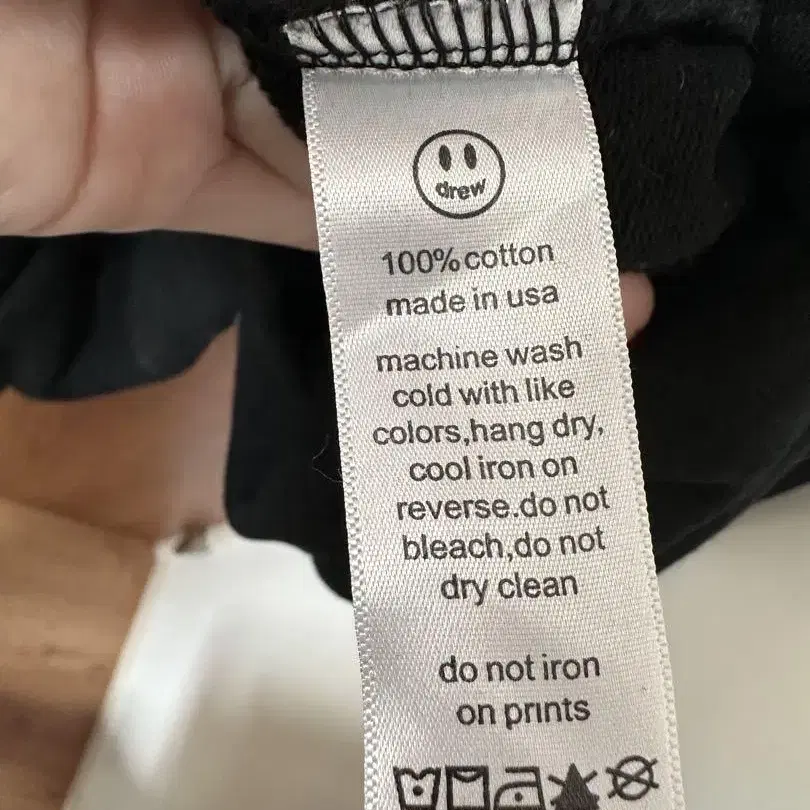 drew
100% cotton
made in usa
machine wash
cold with like
colors,hang dry,
cool iron on
reverse.do not
bleach,do not
dry clean
do not iron
on prints